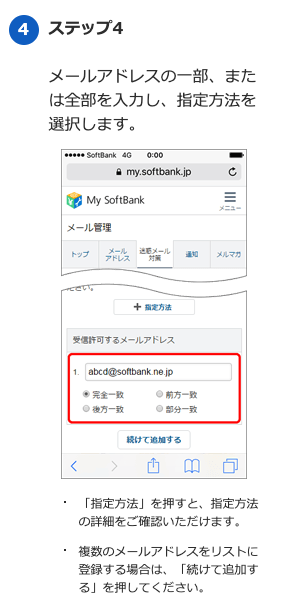 4 ステップ4
メールアドレスの一部、また
は全部を入力し、指定方法を
選択します。
●●●●● SoftBank 4G 0:00
my.softbank.jp
My SoftBank
メニュー
メール管理
トップ メールアドレス 迷惑メール対策 通知 メルマガ
ださい。
+ 指定方法
受信許可するメールアドレス
1. abcd@softbank.ne.jp
完全一致 前方一致
後方一致 部分一致
続けて追加する
・ 「指定方法」を押すと、指定方法
の詳細をご確認いただけます。
・ 複数のメールアドレスをリストに
登録する場合は、「続けて追加す
る」を押してください。